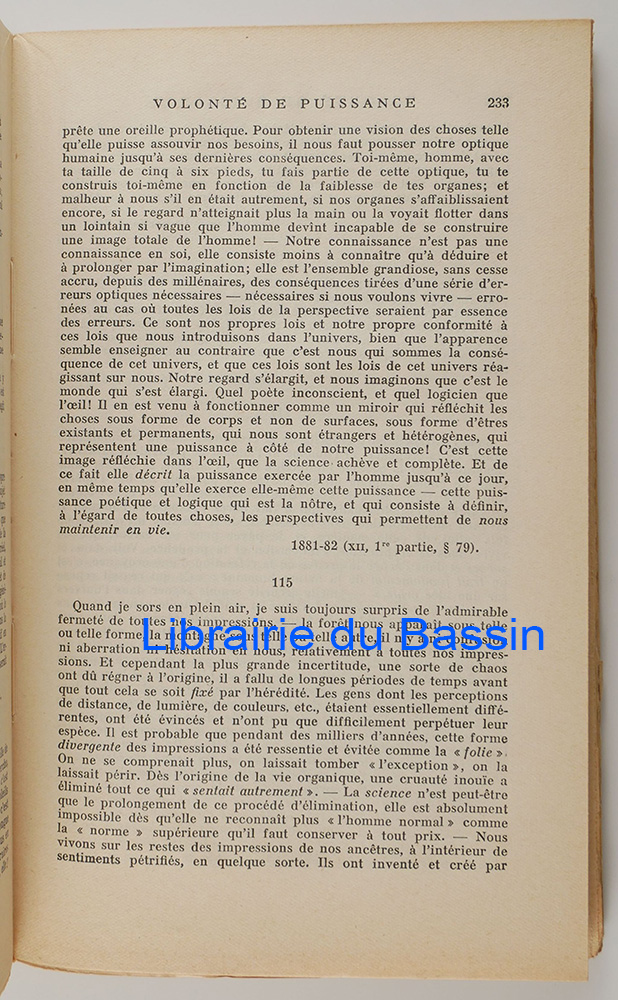 VOLONTÉ DE PUISSANCE 233
prête une oreille prophétique. Pour obtenir une vision des choses telle
qu'elle puisse assouvir nos besoins, il nous faut pousser notre optique
humaine jusqu'à ses dernières conséquences. Toi-même, homme, avec
ta taille de cinq à six pieds, tu fais partie de cette optique, tu te
construis toi-même en fonction de la faiblesse de tes organes; et
malheur à nous s'il en était autrement, si nos organes s'affaiblissaient
encore, si le regard n'atteignait plus la main ou la voyait flotter dans
un lointain si vague que l'homme devînt incapable de se construire
une image totale de l'homme! — Notre connaissance n'est pas une
connaissance en soi, elle consiste moins à connaître qu'à déduire et
à prolonger par l'imagination; elle est l'ensemble grandiose, sans cesse
accru, depuis des millénaires, des conséquences tirées d'une série d'er-
reurs optiques nécessaires — nécessaires si nous voulons vivre — erro-
nées au cas où toutes les lois de la perspective seraient par essence
des erreurs. Ce sont nos propres lois et notre propre conformité à
ces lois que nous introduisons dans l'univers, bien que l'apparence
semble enseigner au contraire que c'est nous qui sommes la consé-
quence de cet univers, et que ces lois sont les lois de cet univers réa-
gissant sur nous. Notre regard s'élargit, et nous imaginons que c'est le
monde qui s'est élargi. Quel poète inconscient, et quel logicien que
l'œil! Il en est venu à fonctionner comme un miroir qui réfléchit les
choses sous forme de corps et non de surfaces, sous forme d'êtres
existants et permanents, qui nous sont étrangers et hétérogènes, qui
représentent une puissance à côté de notre puissance! C'est cette
image réfléchie dans l'œil, que la science achève et complète. Et de
ce fait elle décrit la puissance exercée par l'homme jusqu'à ce jour,
en même temps qu'elle exerce elle-même cette puissance — cette puis-
sance poétique et logique qui est la nôtre, et qui consiste à définir,
à l'égard de toutes choses, les perspectives qui permettent de nous
maintenir en vie.
1881-82 (XII, 1re partie, § 79).
115
Quand je sors en plein air, je suis toujours surpris de l'admirable
fermeté de toutes nos impressions. — la forêt nous apparaît sous telle
ou telle forme, la montagne sous telle ou telle autre, il n'y a ni confusion
ni aberration ni hésitation en nous, relativement à toutes nos impres-
sions. Et cependant la plus grande incertitude, une sorte de chaos
ont dû régner à l'origine, il a fallu de longues périodes de temps avant
que tout cela se soit fixé par l'hérédité. Les gens dont les perceptions
de distance, de lumière, de couleurs, etc., étaient essentiellement diffé-
rentes, ont été évincés et n'ont pu que difficilement perpétuer leur
espèce. Il est probable que pendant des milliers d'années, cette forme
divergente des impressions a été ressentie et évitée comme la « folie ».
On ne se comprenait plus, on laissait tomber « l'exception », on la
laissait périr. Dès l'origine de la vie organique, une cruauté inouïe a
éliminé tout ce qui « sentait autrement ». — La science n'est peut-être
que le prolongement de ce procédé d'élimination, elle est absolument
impossible dès qu'elle ne reconnaît plus « l'homme normal » comme
la « norme » supérieure qu'il faut conserver à tout prix. — Nous
vivons sur les restes des impressions de nos ancêtres, à l'intérieur de
sentiments pétrifiés, en quelque sorte. Ils ont inventé et créé par
Librairie du Bassin